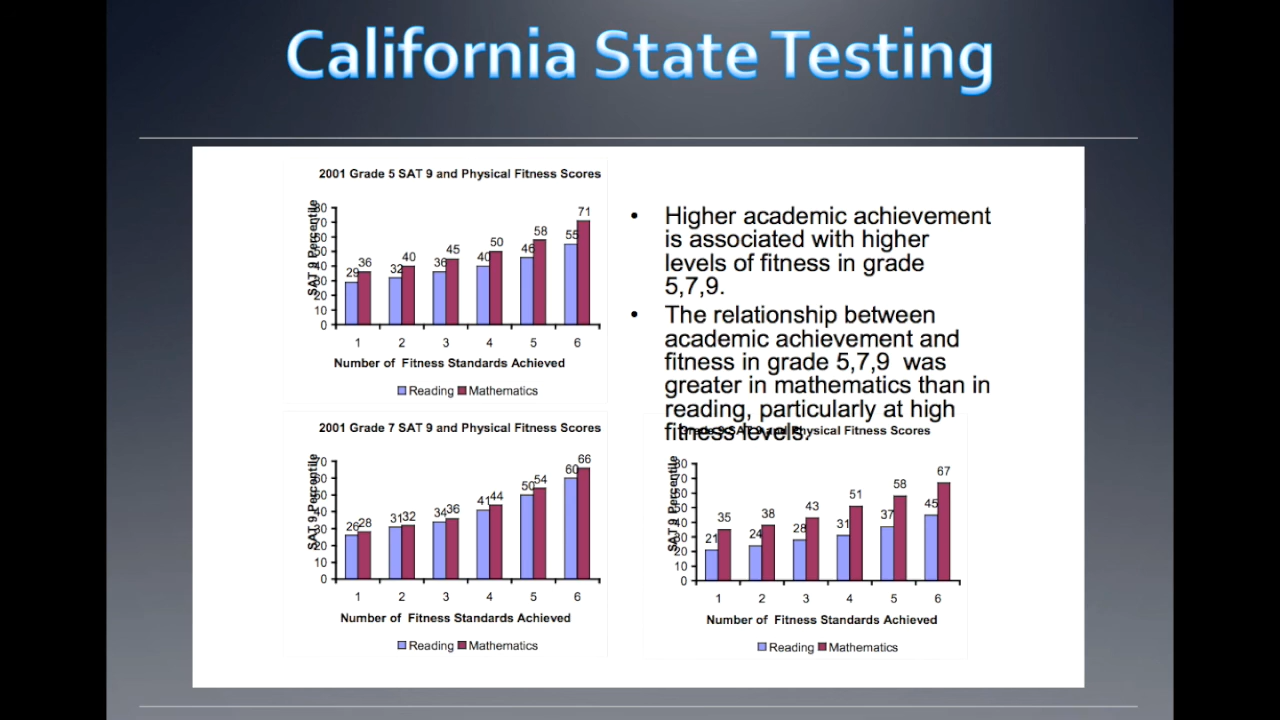 California State Testing
2001 Grade 5 SAT 9 and Physical Fitness Scores
SAT 9 Percentile
80
70
60
50
40
30
20
10
0
29 36 32 40 36 45 40 50 46 58 55 71
1 2 3 4 5 6
Number of Fitness Standards Achieved
Reading Mathematics
• Higher academic achievement
is associated with higher
levels of fitness in grade
5,7,9.
• The relationship between
academic achievement and
fitness in grade 5,7,9 was
greater in mathematics than in
reading, particularly at high
fitness levels.
2001 Grade 7 SAT 9 and Physical Fitness Scores
SAT 9 Percentile
70
60
50
40
30
20
10
0
26 28 31 32 34 36 41 44 50 54 60 66
1 2 3 4 5 6
Number of Fitness Standards Achieved
Reading Mathematics
Grade 9 SAT 9 and Physical Fitness Scores
SAT 9 Percentile
80
70
60
50
40
30
20
10
0
21 35 24 38 28 43 31 51 37 58 45 67
1 2 3 4 5 6
Number of Fitness Standards Achieved
Reading Mathematics